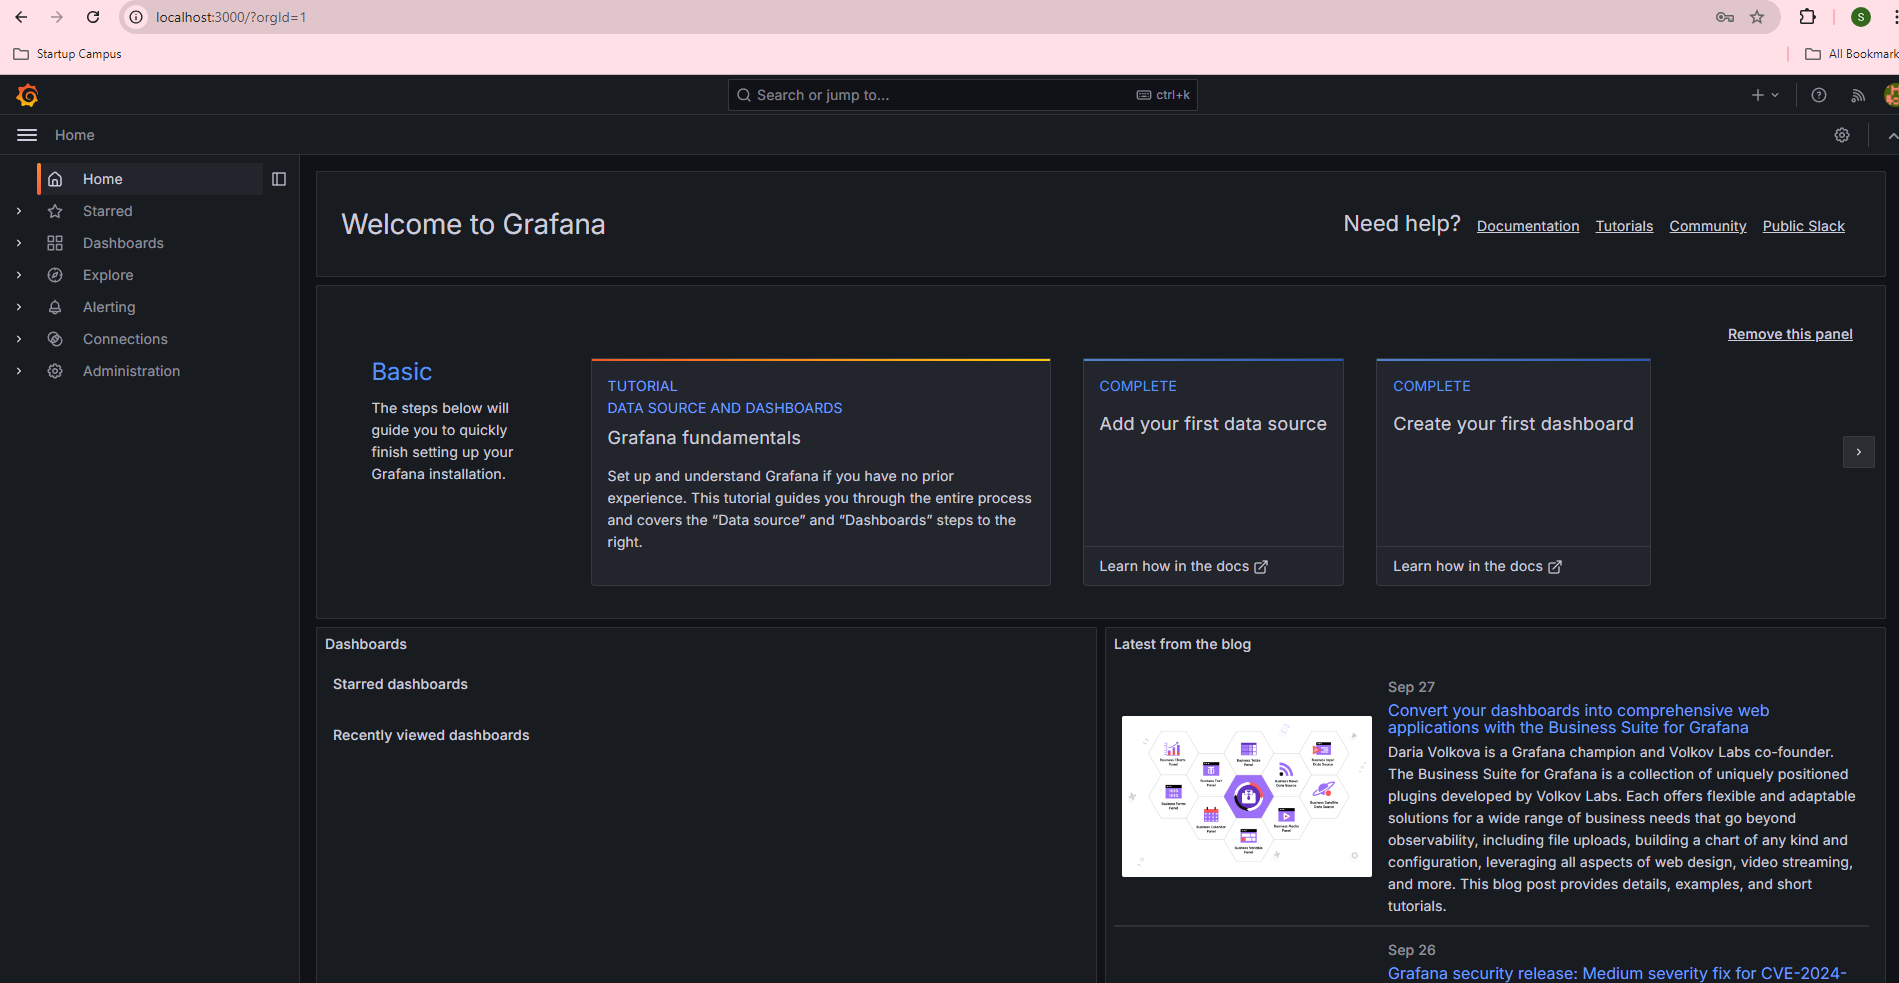 localhost:3000/?orgId=1
S
Startup Campus
All Bookmark
Search or jump to...
ctrl+k
Home
Home
Starred
Dashboards
Explore
Alerting
Connections
Administration
Welcome to Grafana
Need help?
Documentation
Tutorials
Community
Public Slack
Remove this panel
Basic
The steps below will
guide you to quickly
finish setting up your
Grafana installation.
TUTORIAL
DATA SOURCE AND DASHBOARDS
Grafana fundamentals
Set up and understand Grafana if you have no prior
experience. This tutorial guides you through the entire process
and covers the “Data source” and “Dashboards” steps to the
right.
COMPLETE
Add your first data source
Learn how in the docs
COMPLETE
Create your first dashboard
Learn how in the docs
Dashboards
Starred dashboards
Recently viewed dashboards
Latest from the blog
Sep 27
Convert your dashboards into comprehensive web
applications with the Business Suite for Grafana
Daria Volkova is a Grafana champion and Volkov Labs co-founder.
The Business Suite for Grafana is a collection of uniquely positioned
plugins developed by Volkov Labs. Each offers flexible and adaptable
solutions for a wide range of business needs that go beyond
observability, including file uploads, building a chart of any kind and
configuration, leveraging all aspects of web design, video streaming,
and more. This blog post provides details, examples, and short
tutorials.
Sep 26
Grafana security release: Medium severity fix for CVE-2024-